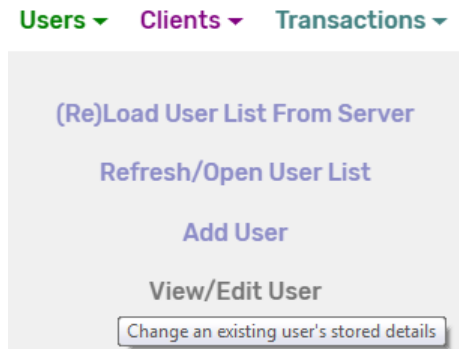 Users Clients Transactions
(Re)Load User List From Server
Refresh/Open User List
Add User
View/Edit User
Change an existing user's stored details